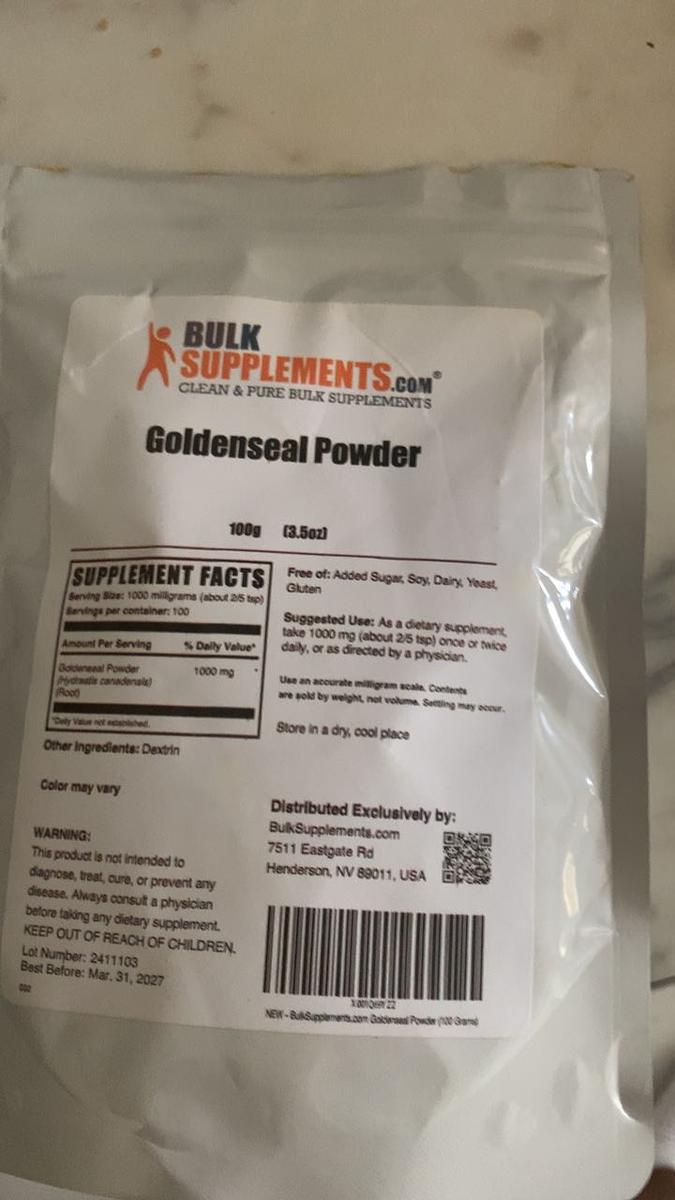 BULK
SUPPLEMENTS.COM®
CLEAN & PURE BULK SUPPLEMENTS
Goldenseal Powder
100g (3.5oz)
SUPPLEMENT FACTS
Serving Size: 1000 milligrams (about 2/5 tsp)
Servings per container: 100
Amount Per Serving % Daily Value*
Goldenseal Powder 1000 mg *
(Hydrastis canadensis)
(Root)
*Daily Value not established.
Other Ingredients: Dextrin
Color may vary
WARNING:
This product is not intended to
diagnose, treat, cure, or prevent any
disease. Always consult a physician
before taking any dietary supplement.
KEEP OUT OF REACH OF CHILDREN.
Lot Number: 2411103
Best Before: Mar. 31, 2027
Free of: Added Sugar, Soy, Dairy, Yeast,
Gluten
Suggested Use: As a dietary supplement,
take 1000 mg (about 2/5 tsp) once or twice
daily, or as directed by a physician.
Use an accurate milligram scale. Contents
are sold by weight, not volume. Settling may occur.
Store in a dry, cool place
Distributed Exclusively by:
BulkSupplements.com
7511 Eastgate Rd
Henderson, NV 89011, USA
NEW - BulkSupplements.com Goldenseal Powder (100 Grams)